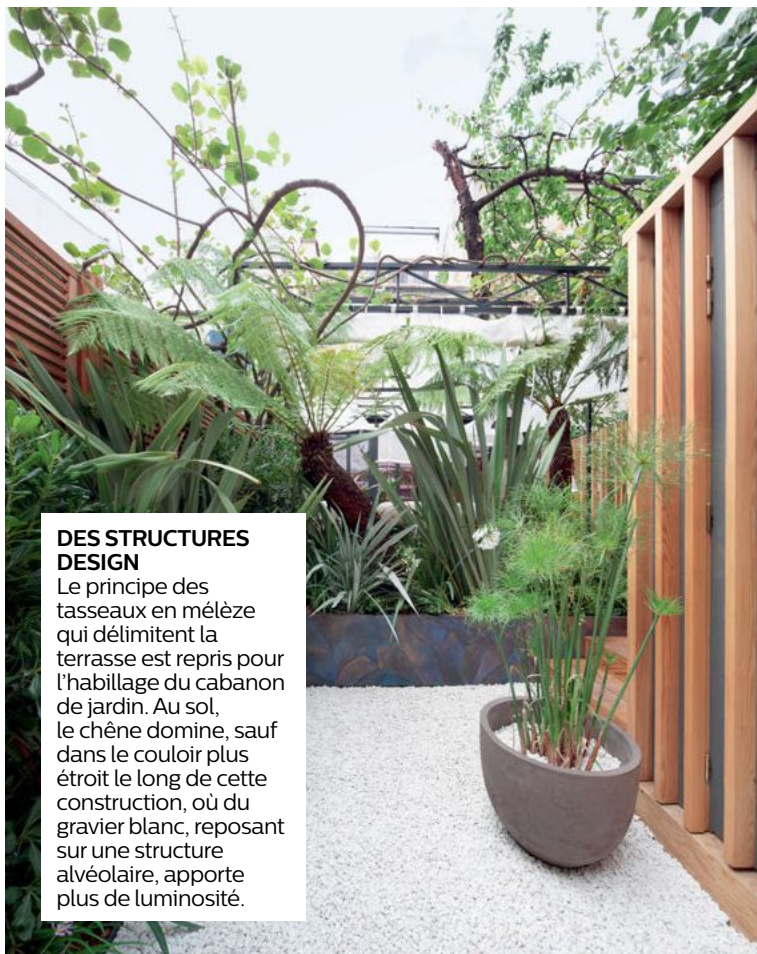 DES STRUCTURES
DESIGN
Le principe des
tasseaux en mélèze
qui délimitent la
terrasse est repris pour
l’habillage du cabanon
de jardin. Au sol,
le chêne domine, sauf
dans le couloir plus
étroit le long de cette
construction, où du
gravier blanc, reposant
sur une structure
alvéolaire, apporte
plus de luminosité.